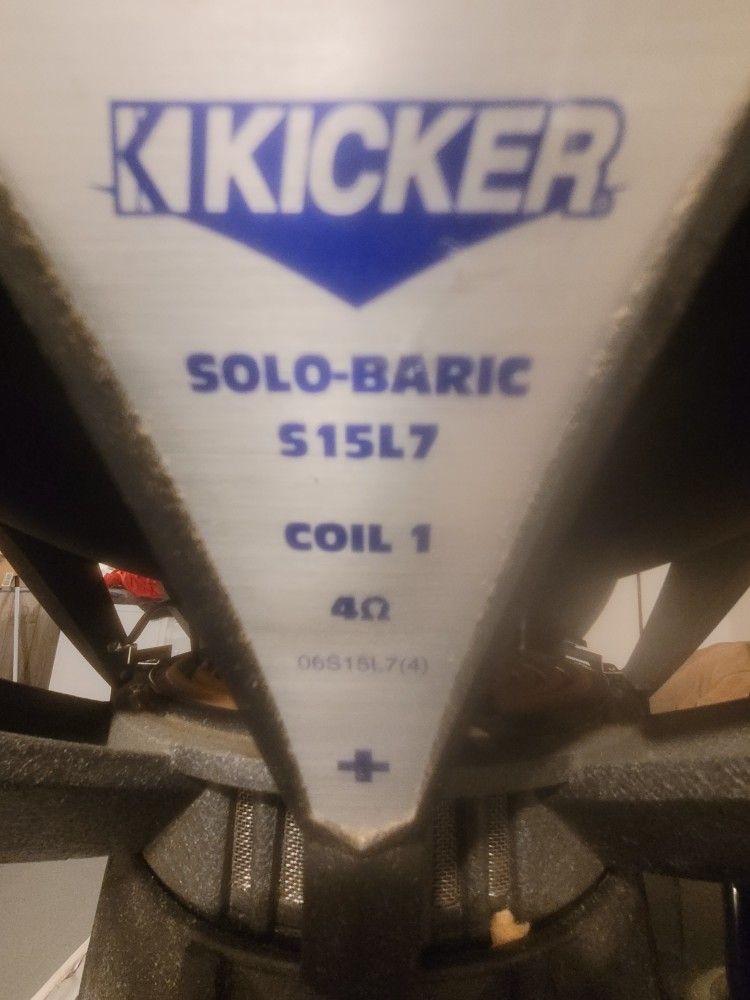 KICKER
SOLO-BARIC
S15L7
COIL 1
4Ω
06S15L7(4)
+